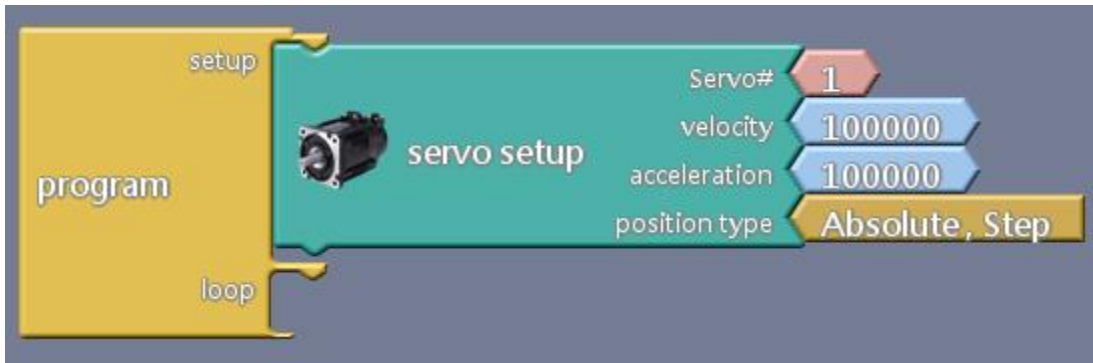 setup
program
loop
servo setup
Servo#
velocity
acceleration
position type
1
100000
100000
Absolute , Step